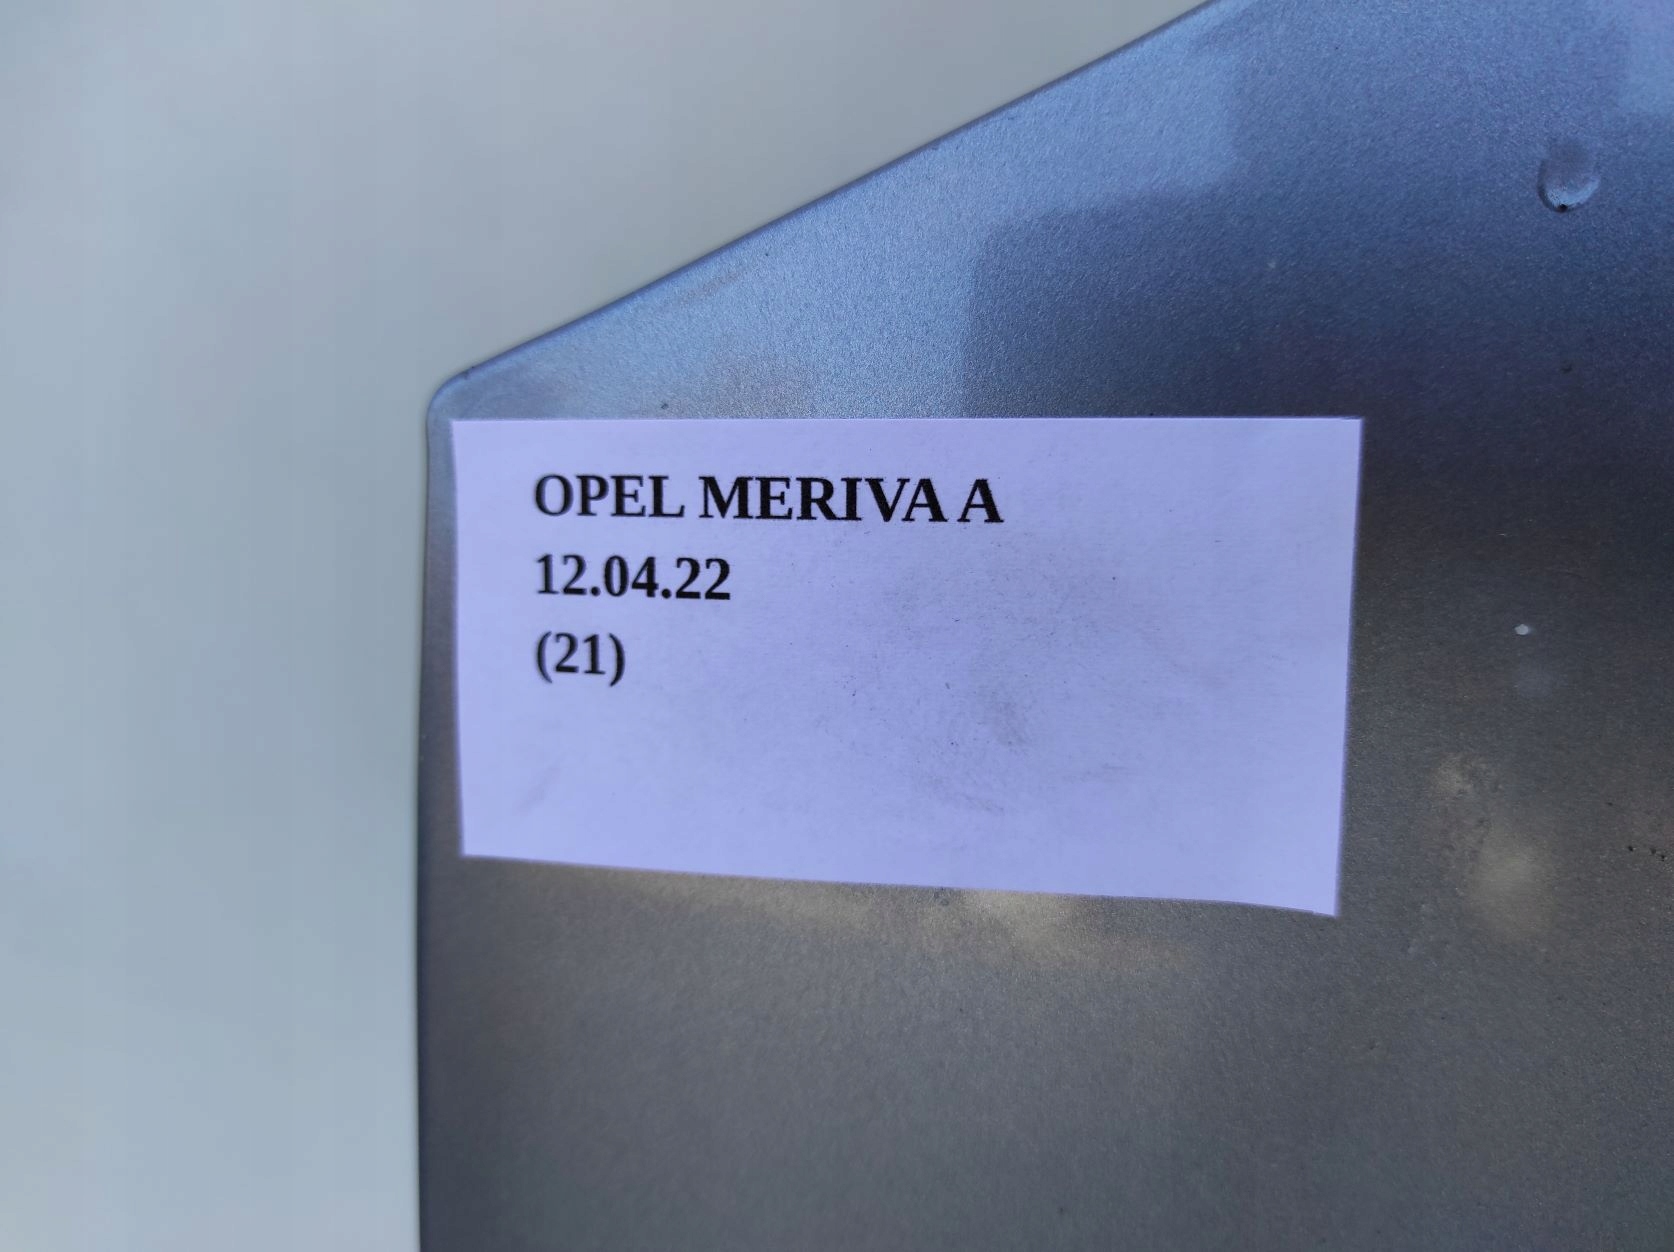 OPEL MERIVA A
12.04.22
(21)